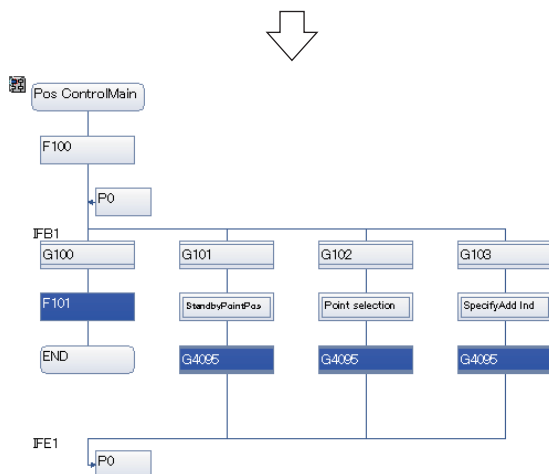 Pos ControlMain
F100
P0
IFB1
G100 G101 G102 G103
F101 StandbyPointPos Point selection SpecifyAdd Ind
END G4095 G4095 G4095
IFE1
P0